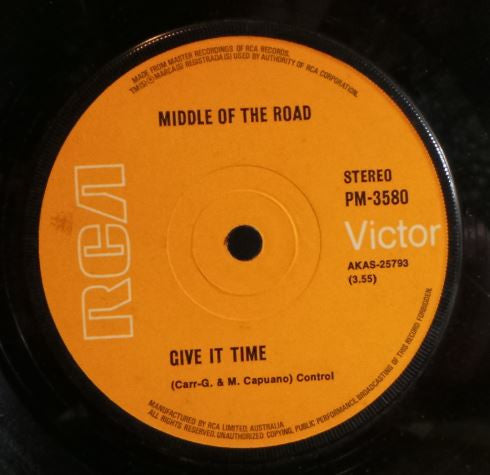 MADE FROM MASTER RECORDINGS OF RCA RECORDS.
TM(S) ® MARCA(S) REGISTRADA(S) USED BY AUTHORITY OF RCA CORPORATION.
MIDDLE OF THE ROAD
RCA
STEREO
PM-3580
Victor
AKAS-25793
(3.55)
GIVE IT TIME
(Carr-G. & M. Capuano) Control
MANUFACTURED BY RCA LIMITED, AUSTRALIA
ALL RIGHTS RESERVED. UNAUTHORIZED COPYING, PUBLIC PERFORMANCE, BROADCASTING OF THIS RECORD FORBIDDEN.